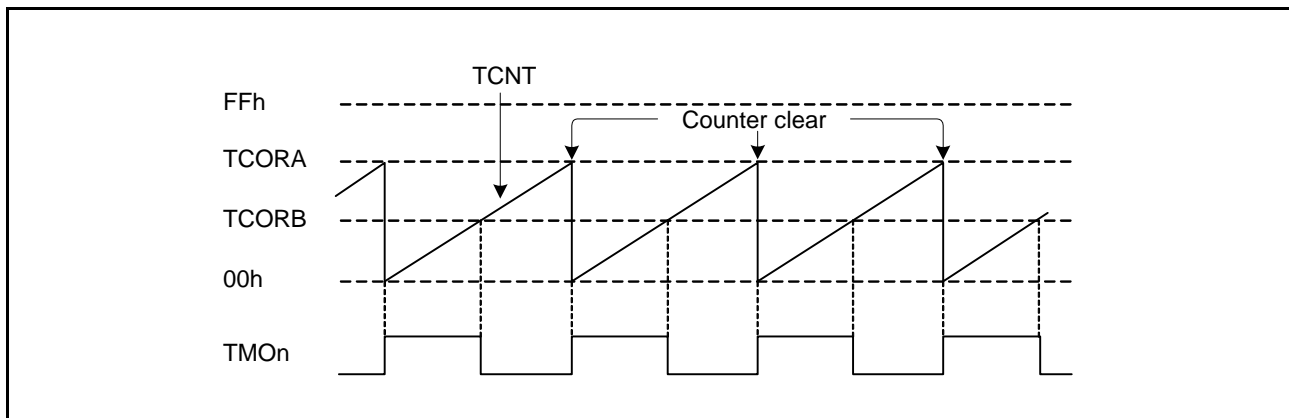 TCNT
FFh
Counter clear
TCORA
TCORB
00h
TMOn